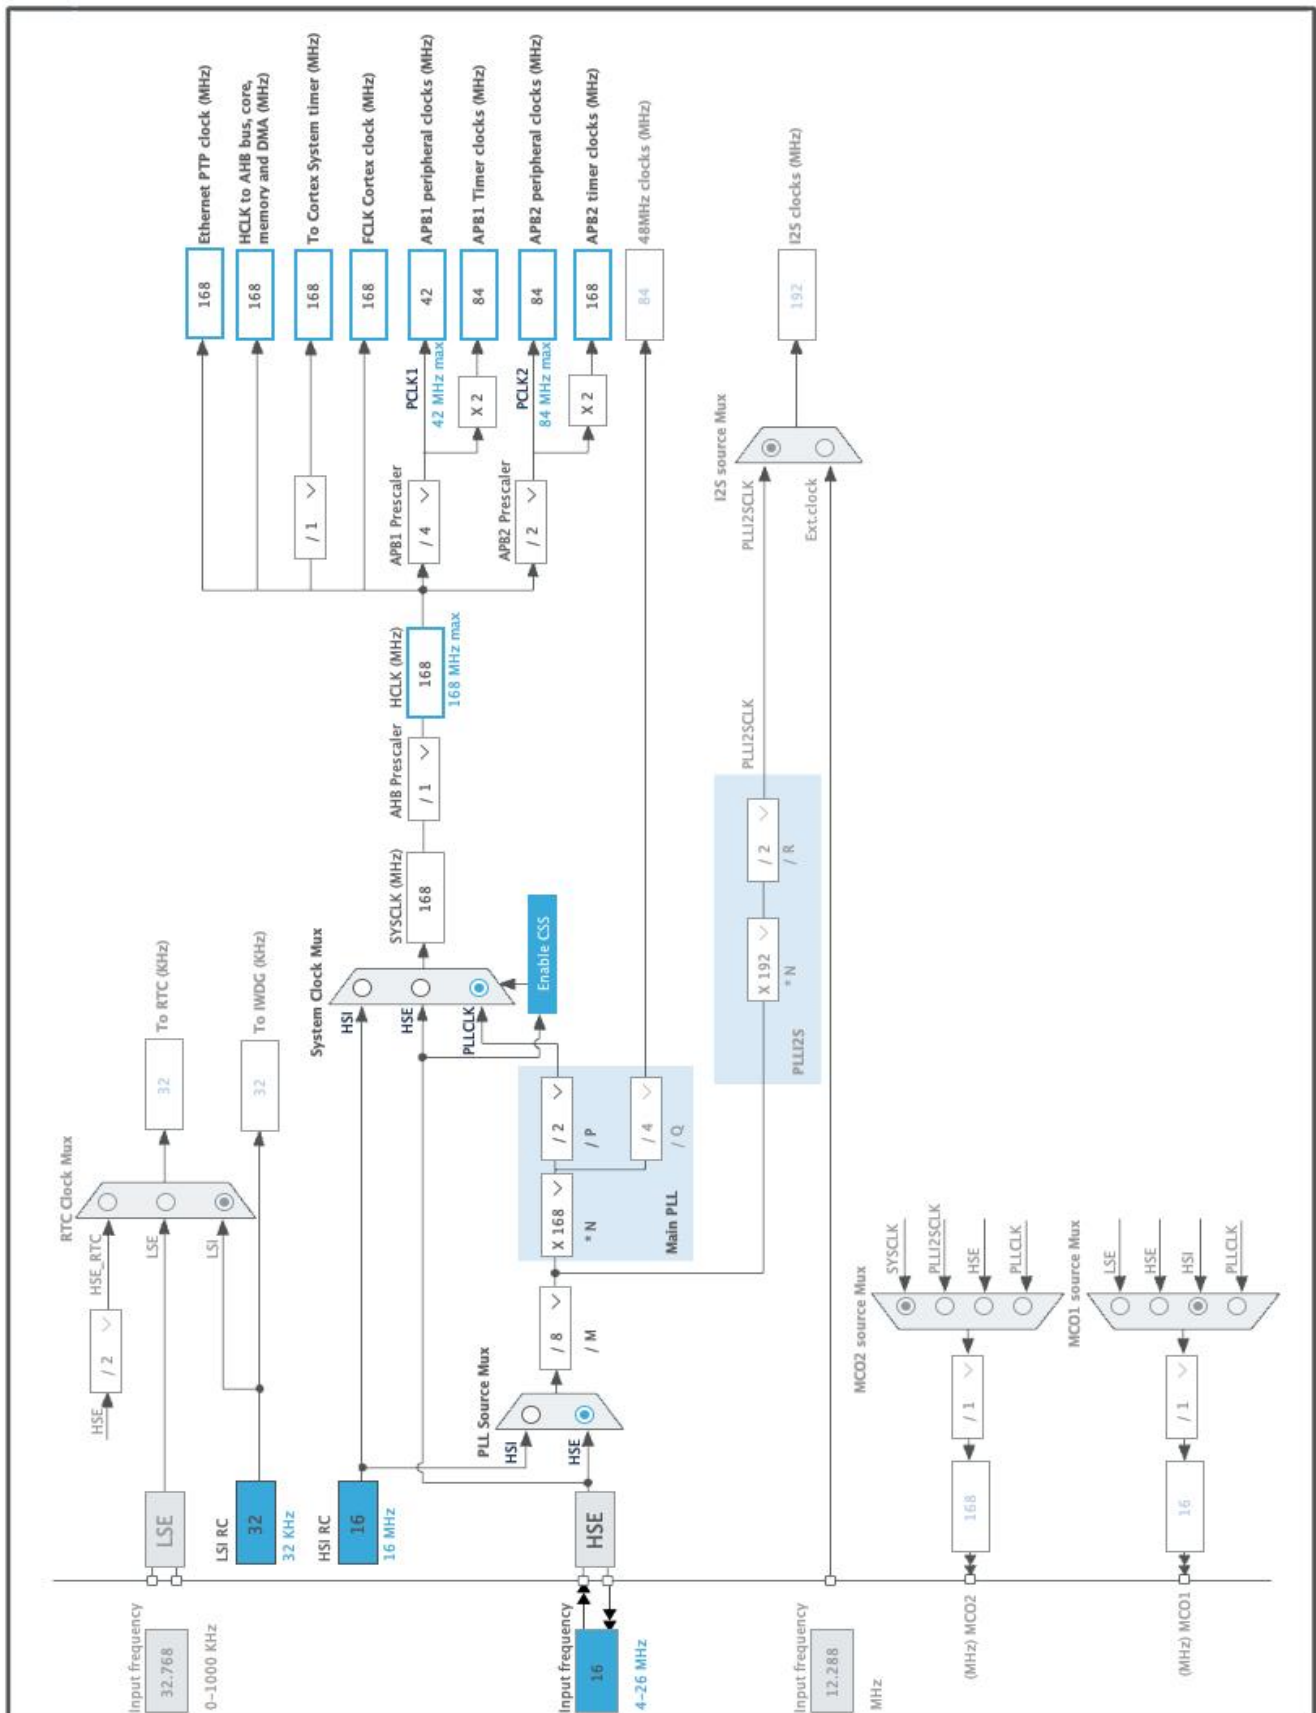 RTC Clock Mux
HSE
/ 2
HSE_RTC
Input frequency
32.768
0-1000 KHz
LSE
LSE
32
To RTC (KHz)
LSI RC
32
32 KHz
LSI
32
To IWDG (KHz)
HSI RC
16
16 MHz
System Clock Mux
HSI
HSE
PLLCLK
SYSCLK (MHz)
168
AHB Prescaler
/ 1
HCLK (MHz)
168
168 MHz max
Enable CSS
168
Ethernet PTP clock (MHz)
168
HCLK to AHB bus, core,
memory and DMA (MHz)
/ 1
168
To Cortex System timer (MHz)
168
FCLK Cortex clock (MHz)
APB1 Prescaler
/ 4
PCLK1
42 MHz max
42
APB1 peripheral clocks (MHz)
X 2
84
APB1 Timer clocks (MHz)
APB2 Prescaler
/ 2
PCLK2
84 MHz max
84
APB2 peripheral clocks (MHz)
X 2
168
APB2 timer clocks (MHz)
84
48MHz clocks (MHz)
PLL Source Mux
HSI
HSE
Input frequency
16
4-26 MHz
HSE
/ 8
/ M
X 168
* N
/ 2
/ P
/ 4
/ Q
Main PLL
X 192
* N
/ 2
/ R
PLLI2S
PLLI2SCLK
I2S source Mux
PLLI2SCLK
Ext.clock
192
I2S clocks (MHz)
Input frequency
12.288
MHz
MCO2 source Mux
(MHz) MCO2
168
/ 1
SYSCLK
PLLI2SCLK
HSE
PLLCLK
MCO1 source Mux
(MHz) MCO1
16
/ 1
LSE
HSE
HSI
PLLCLK